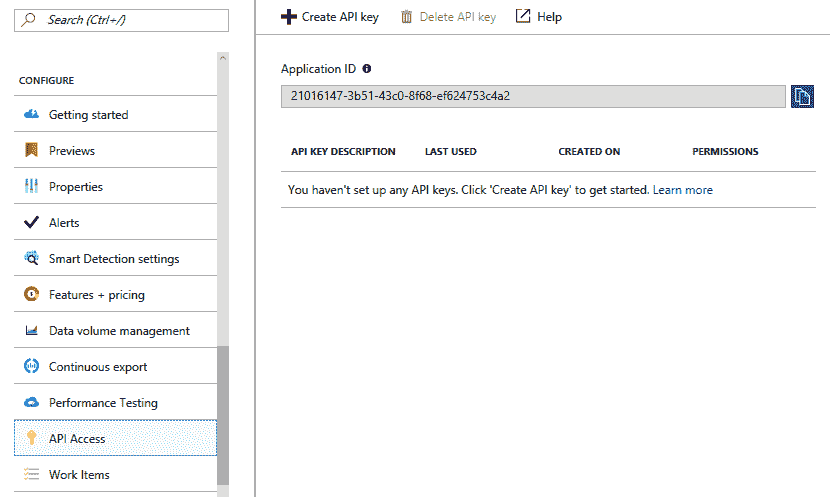 Search (Ctrl+/)
CONFIGURE
Getting started
Previews
Properties
Alerts
Smart Detection settings
Features + pricing
Data volume management
Continuous export
Performance Testing
API Access
Work Items
Create API key Delete API key Help
Application ID
21016147-3b51-43c0-8f68-ef624753c4a2
API KEY DESCRIPTION LAST USED CREATED ON PERMISSIONS
You haven't set up any API keys. Click 'Create API key' to get started. Learn more